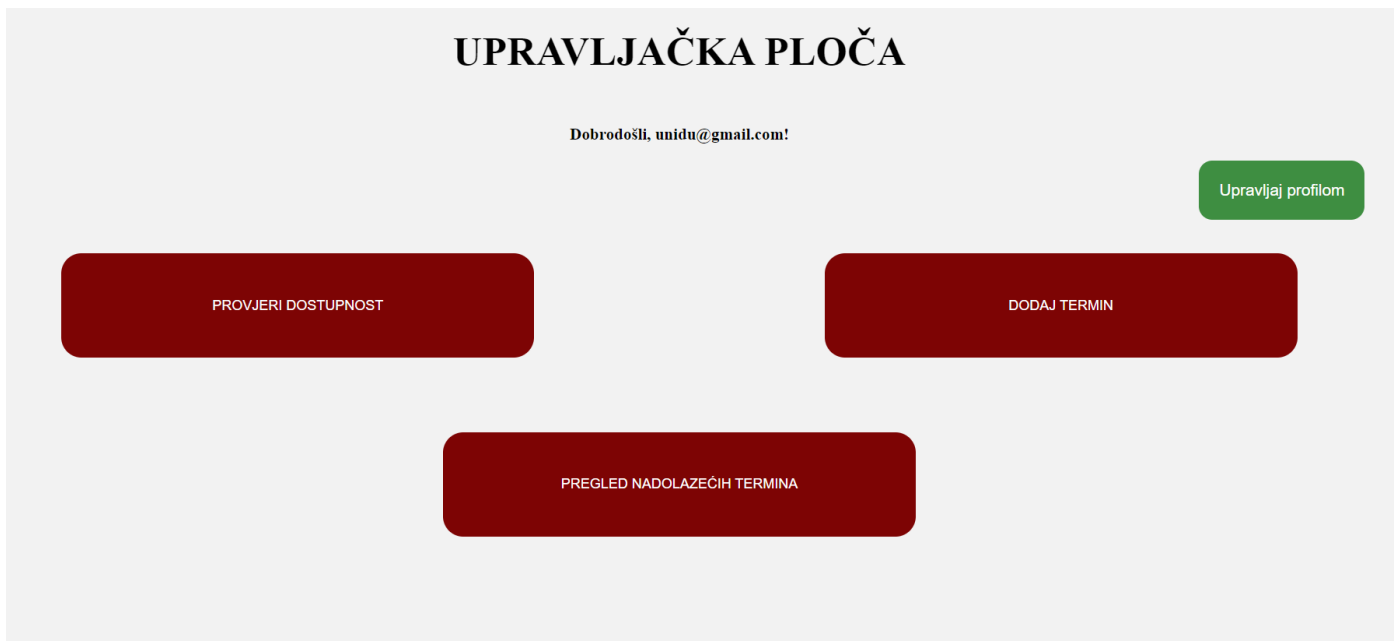 UPRAVLJAČKA PLOČA
Dobrodošli, unidu@gmail.com!
Upravljaj profilom
PROVJERI DOSTUPNOST
DODAJ TERMIN
PREGLED NADOLAZEĆIH TERMINA